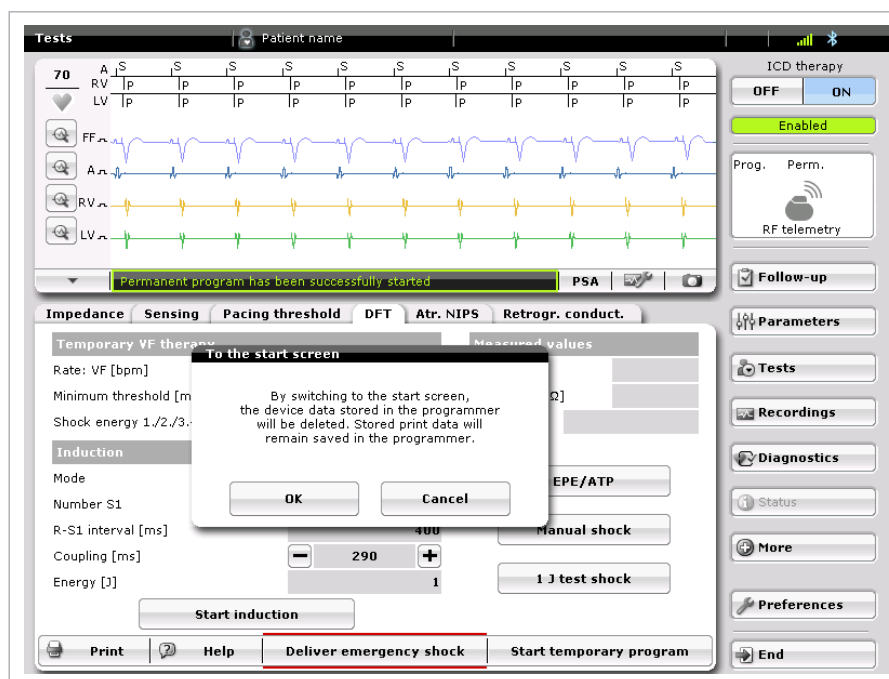 Tests
Patient name
70
A S S S S S S S S S S S
RV P P P P P P P P P P P
LV P P P P P P P P P P P
FF
A
RV
LV
Permanent program has been successfully started
PSA
ICD therapy
OFF ON
Enabled
Prog. Perm.
RF telemetry
Follow-up
Parameters
Tests
Recordings
Diagnostics
Status
More
Preferences
End
Impedance Sensing Pacing threshold DFT Atr. NIPS Retrogr. conduct.
Temporary VF therapy
Measured values
Rate: VF [bpm]
Minimum threshold [m
Ω]
Shock energy 1./2./3.
Induction
Mode
Number S1
R-S1 interval [ms] 400
Coupling [ms] − 290 +
Energy [J] 1
Start induction
EPE/ATP
Manual shock
1 J test shock
To the start screen
By switching to the start screen,
the device data stored in the programmer
will be deleted. Stored print data will
remain saved in the programmer.
OK Cancel
Print ? Help Deliver emergency shock Start temporary program